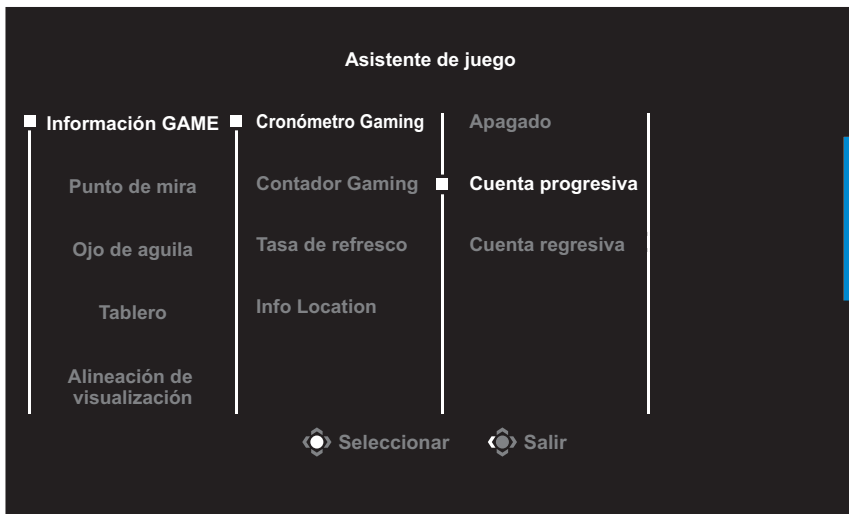 Asistente de juego
Información GAME
Cronómetro Gaming
Apagado
Punto de mira
Contador Gaming
Cuenta progresiva
Ojo de aguila
Tasa de refresco
Cuenta regresiva
Tablero
Info Location
Alineación de
visualización
Seleccionar
Salir